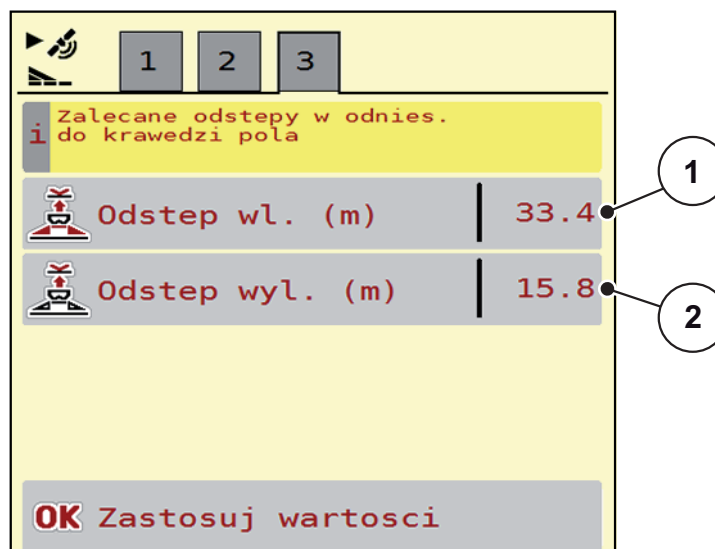 1 2 3
i Zalecane odstepy w odnies.
do krawedzi pola
Odstep wl. (m) 33.4
Odstep wyl. (m) 15.8
OK Zastosuj wartosci
1
2